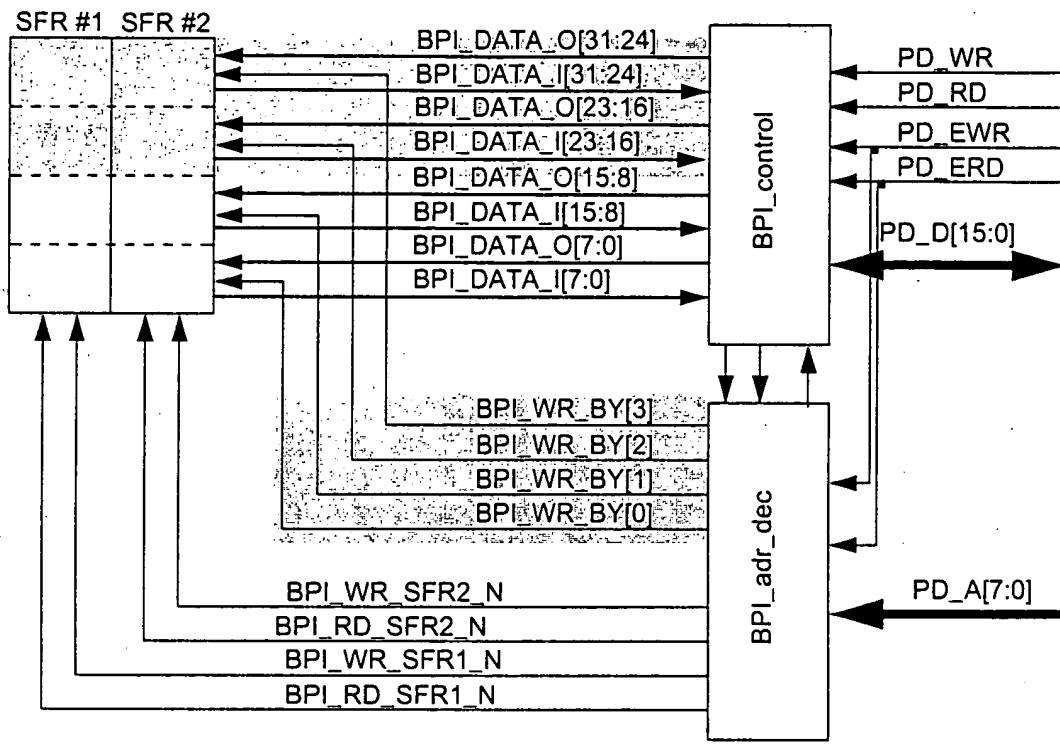 SFR #1 SFR #2
BPI_DATA_O[31:24]
BPI_DATA_I[31:24]
BPI_DATA_O[23:16]
BPI_DATA_I[23:16]
BPI_DATA_O[15:8]
BPI_DATA_I[15:8]
BPI_DATA_O[7:0]
BPI_DATA_I[7:0]
BPI_control
PD_WR
PD_RD
PD_EWR
PD_ERD
PD_D[15:0]
BPI_WR_BY[3]
BPI_WR_BY[2]
BPI_WR_BY[1]
BPI_WR_BY[0]
BPI_adr_dec
PD_A[7:0]
BPI_WR_SFR2_N
BPI_RD_SFR2_N
BPI_WR_SFR1_N
BPI_RD_SFR1_N